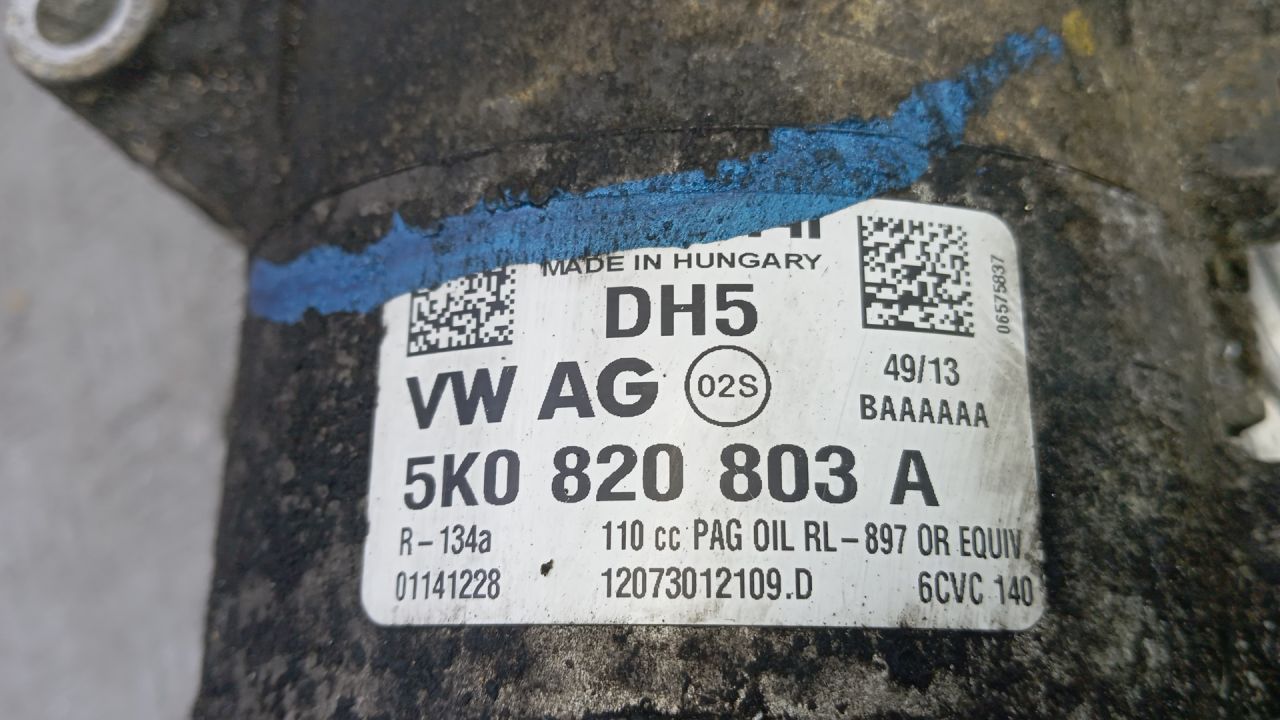 MADE IN HUNGARY
DH5
06575837
VW AG 02S
49/13
BAAAAAA
5K0 820 803 A
R-134a 110 cc PAG OIL RL-897 OR EQUIV
01141228 12073012109.D 6CVC 140